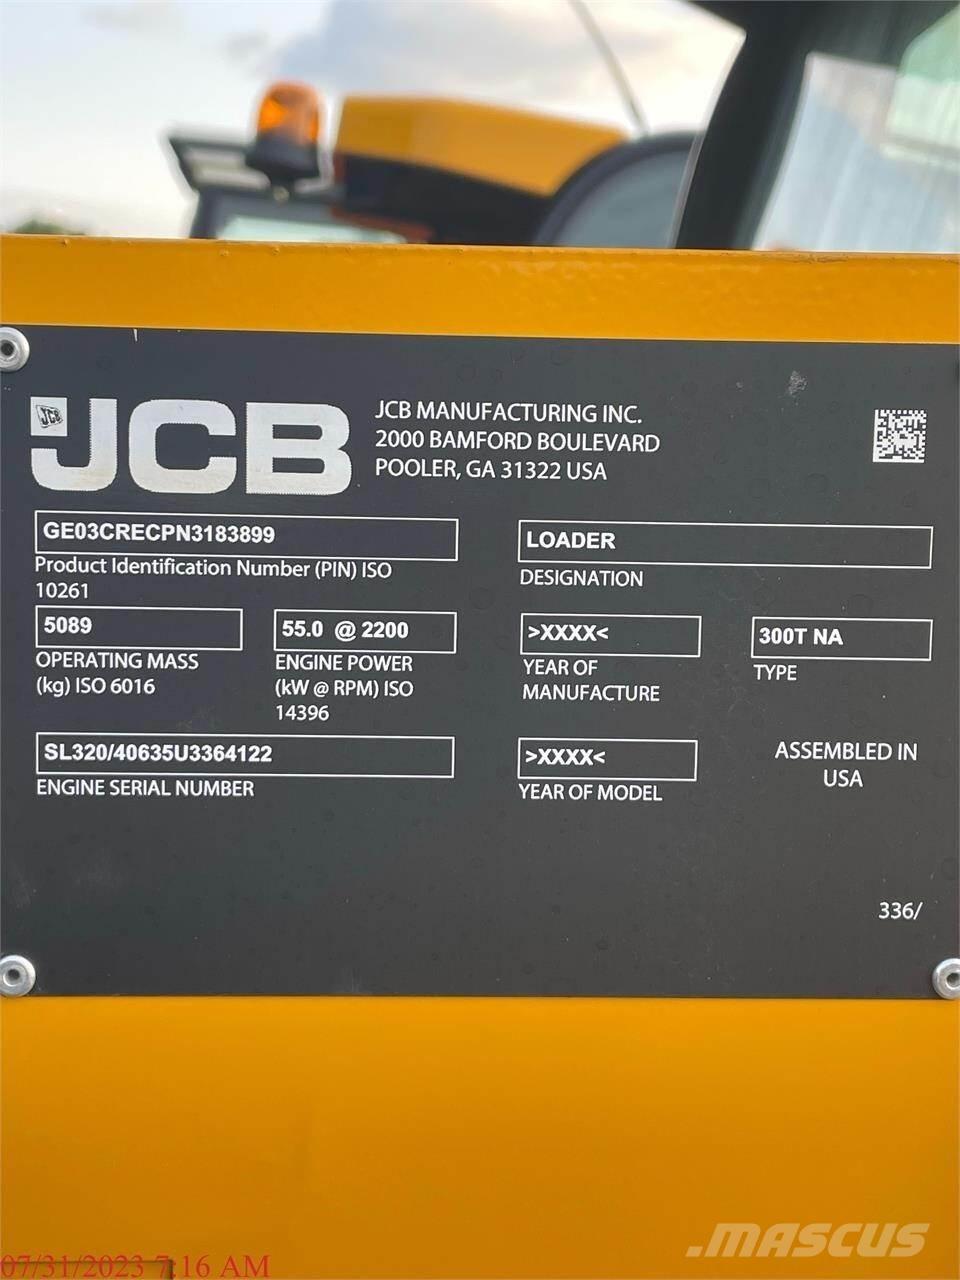 JCB
JCB
JCB MANUFACTURING INC.
2000 BAMFORD BOULEVARD
POOLER, GA 31322 USA
GE03CRECPN3183899
Product Identification Number (PIN) ISO
10261
LOADER
DESIGNATION
5089
OPERATING MASS
(kg) ISO 6016
55.0 @ 2200
ENGINE POWER
(kW @ RPM) ISO
14396
>XXXX<
YEAR OF
MANUFACTURE
300T NA
TYPE
SL320/40635U3364122
ENGINE SERIAL NUMBER
>XXXX<
YEAR OF MODEL
ASSEMBLED IN
USA
336/
MASCUS
07/31/2023 7:16 AM